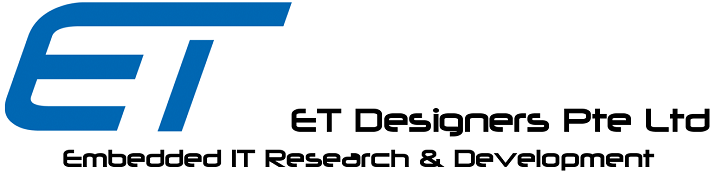 ET
ET Designers Pte Ltd
Embedded IT Research & Development